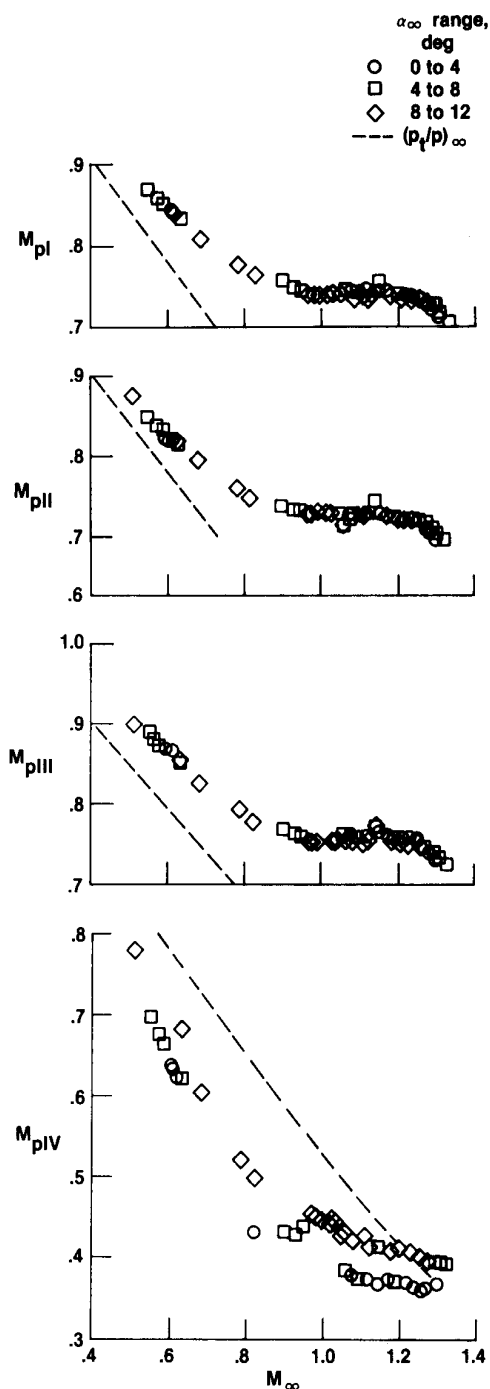 α∞ range,
deg
0 to 4
4 to 8
8 to 12
(pt/p)∞
.9
MpI
.8
.7
.9
MpII
.8
.7
.6
1.0
.9
MpIII
.8
.7
.8
.7
.6
MpIV
.5
.4
.3
.4 .6 .8 1.0 1.2 1.4
M∞